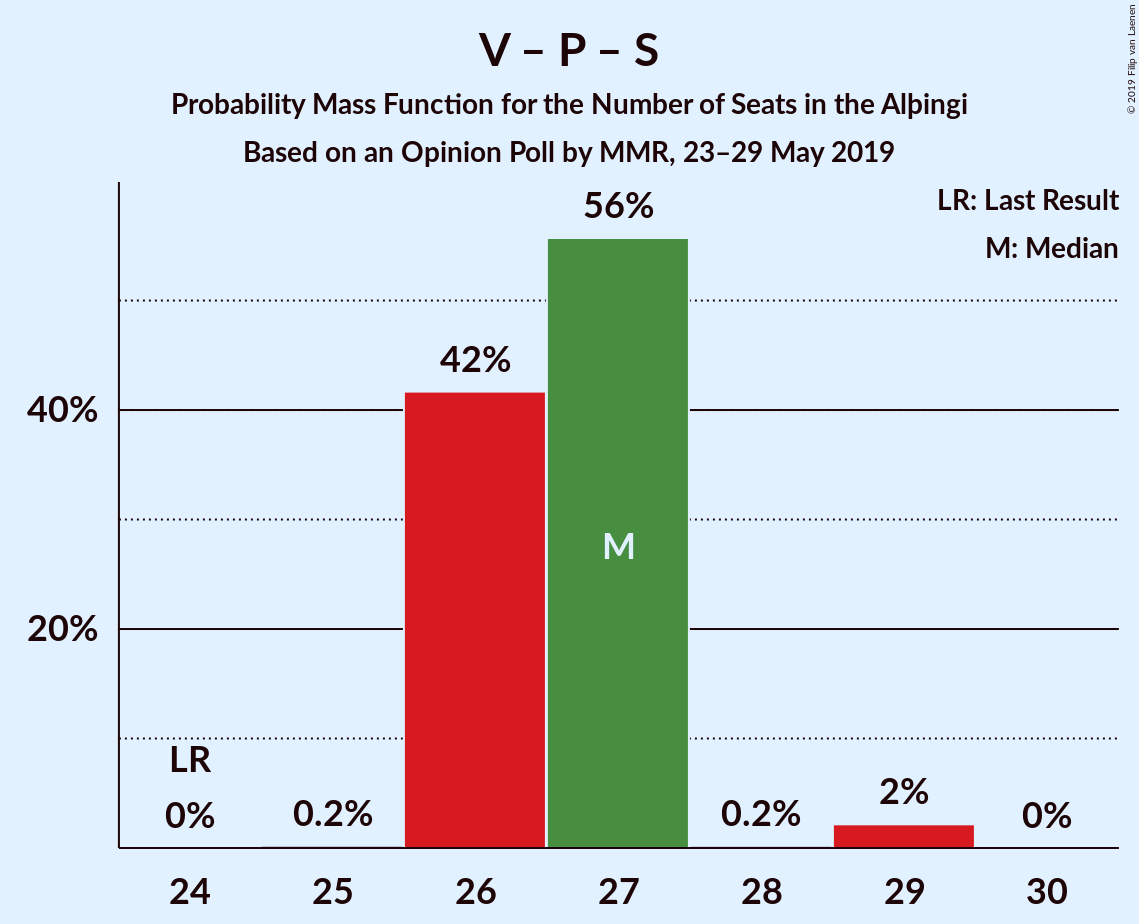 V – P – S
Probability Mass Function for the Number of Seats in the Alþingi
Based on an Opinion Poll by MMR, 23–29 May 2019
© 2019 Filip van Laenen
LR: Last Result
M: Median
56%
42%
40%
M
20%
LR
0%
0.2%
0.2%
2%
0%
24
25
26
27
28
29
30